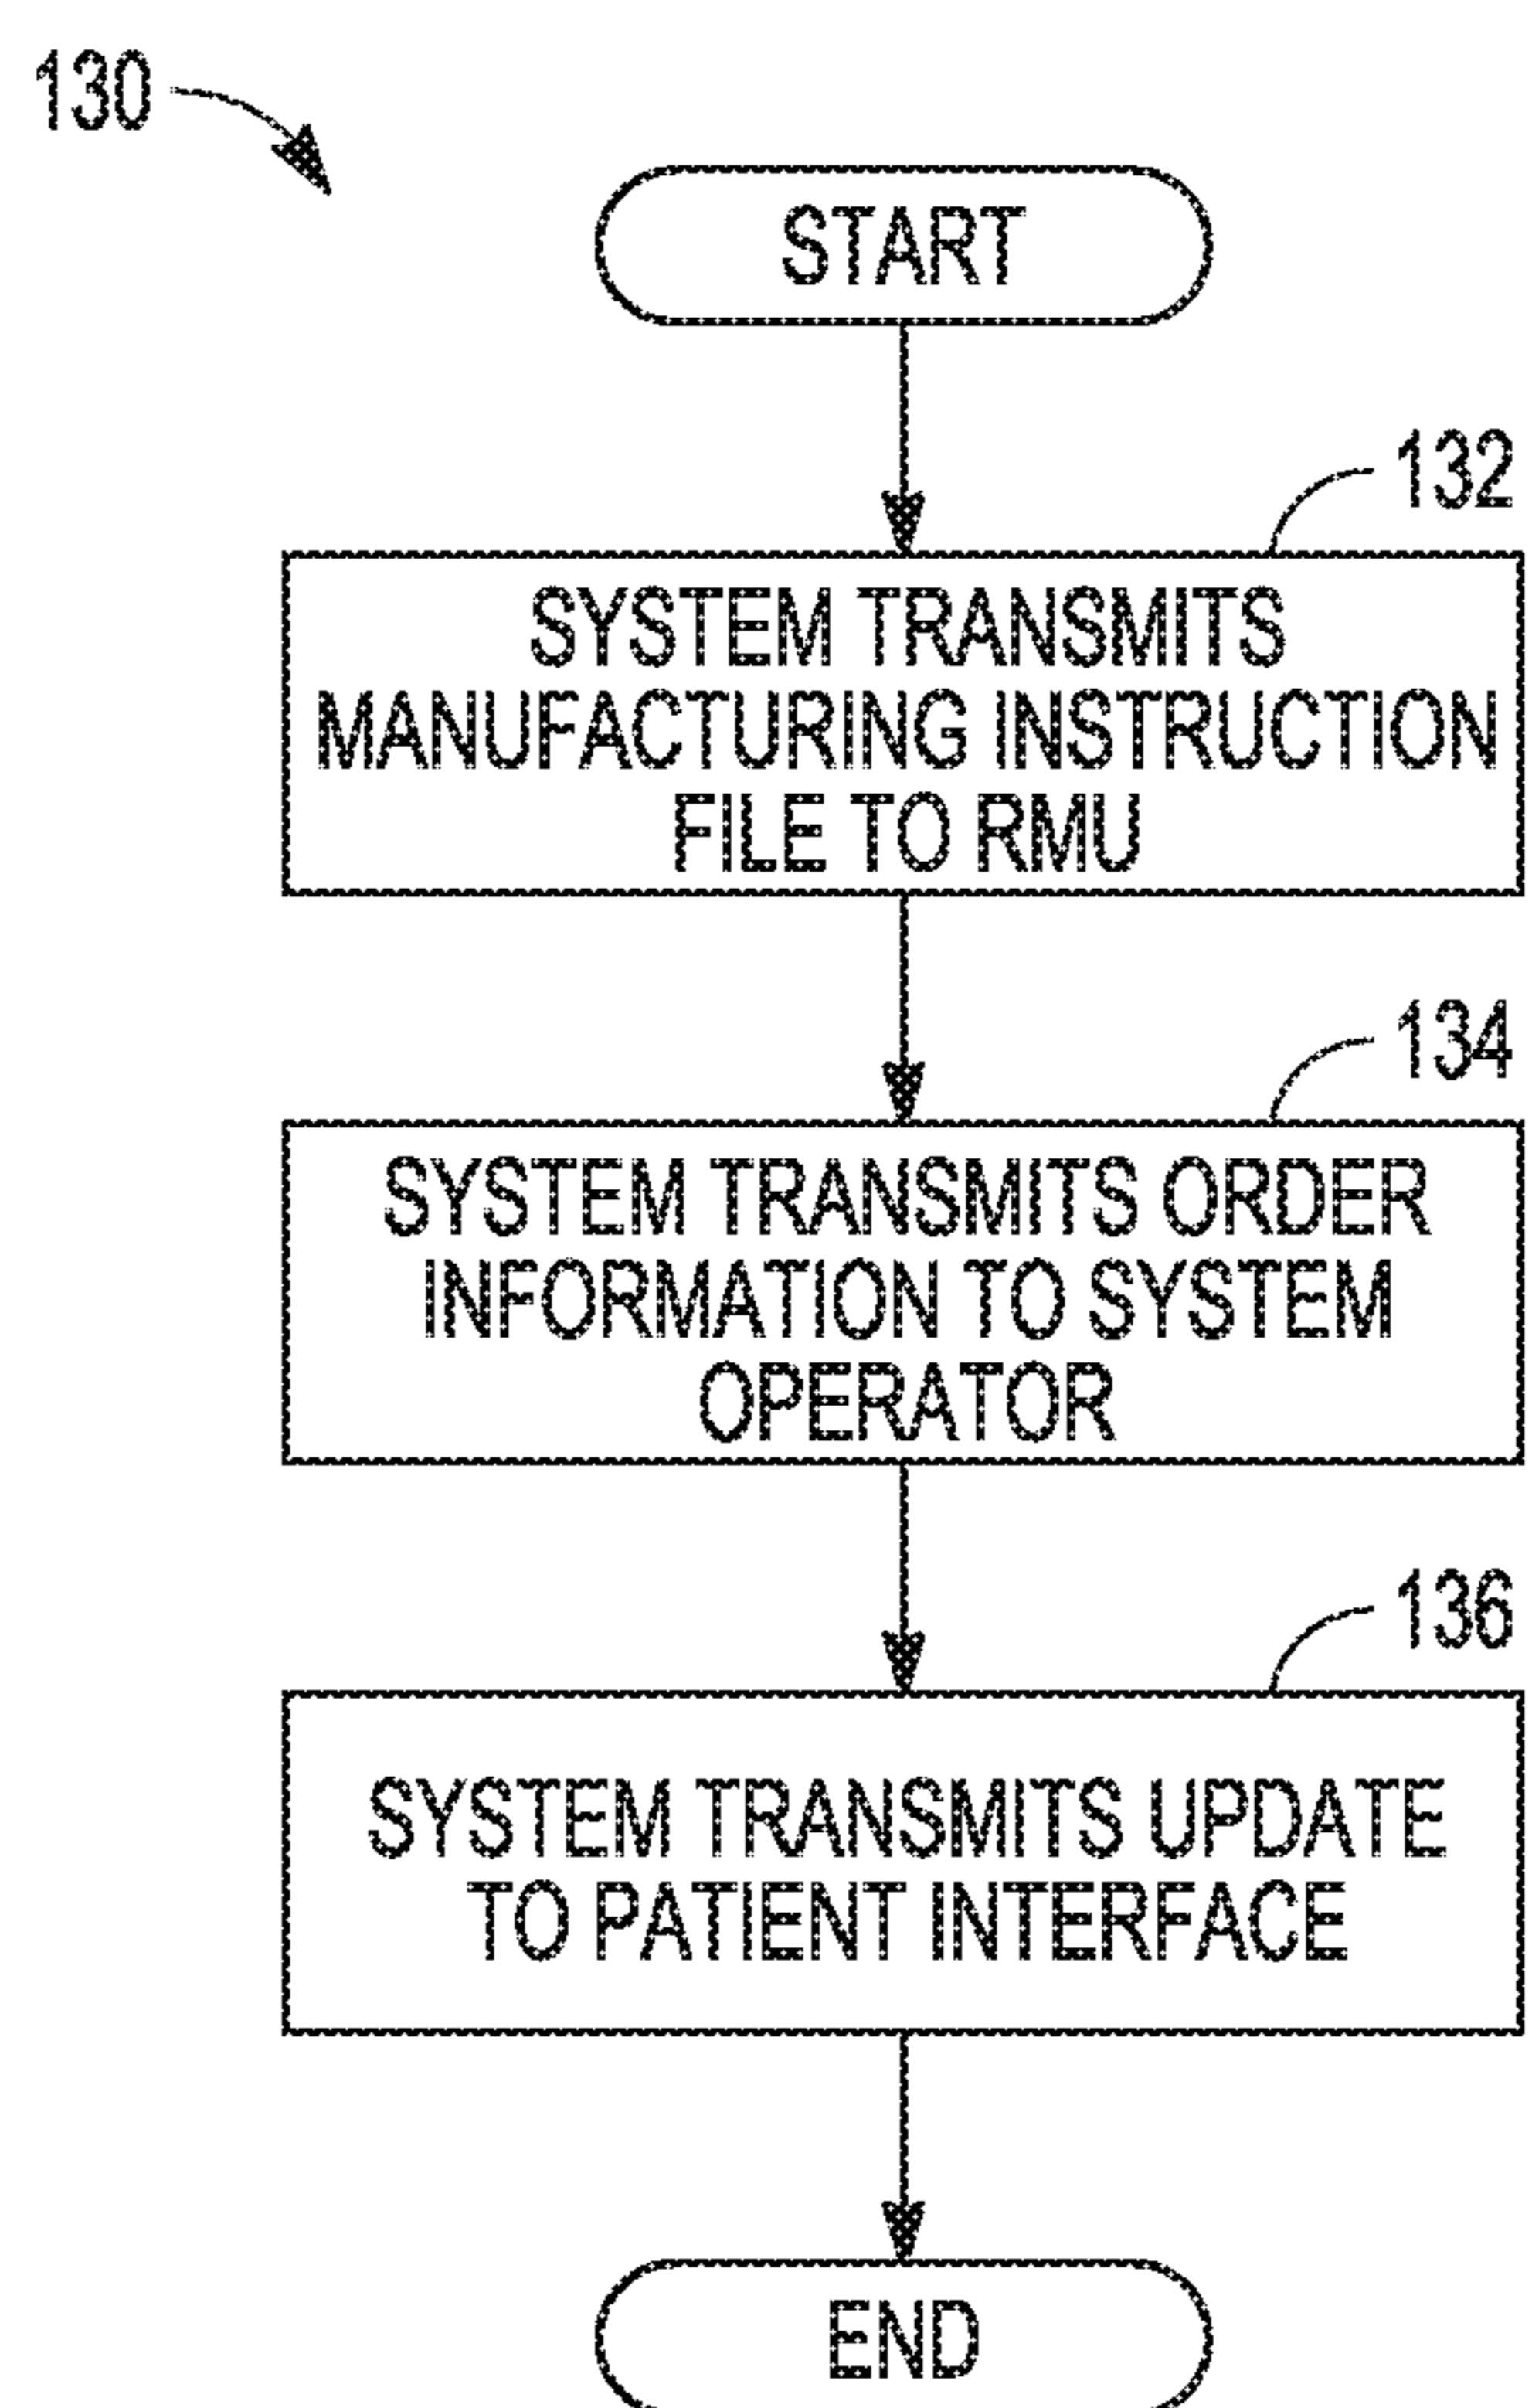 130
START
132
SYSTEM TRANSMITS
MANUFACTURING INSTRUCTION
FILE TO RMU
134
SYSTEM TRANSMITS ORDER
INFORMATION TO SYSTEM
OPERATOR
136
SYSTEM TRANSMITS UPDATE
TO PATIENT INTERFACE
END